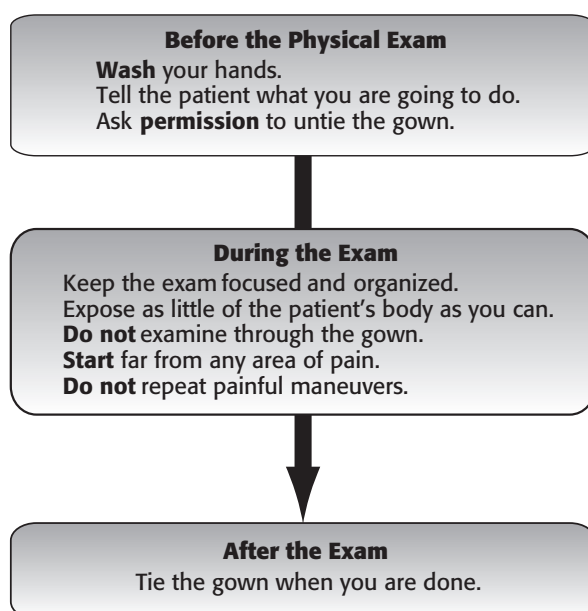 Before the Physical Exam
Wash your hands.
Tell the patient what you are going to do.
Ask permission to untie the gown.
During the Exam
Keep the exam focused and organized.
Expose as little of the patient’s body as you can.
Do not examine through the gown.
Start far from any area of pain.
Do not repeat painful maneuvers.
After the Exam
Tie the gown when you are done.